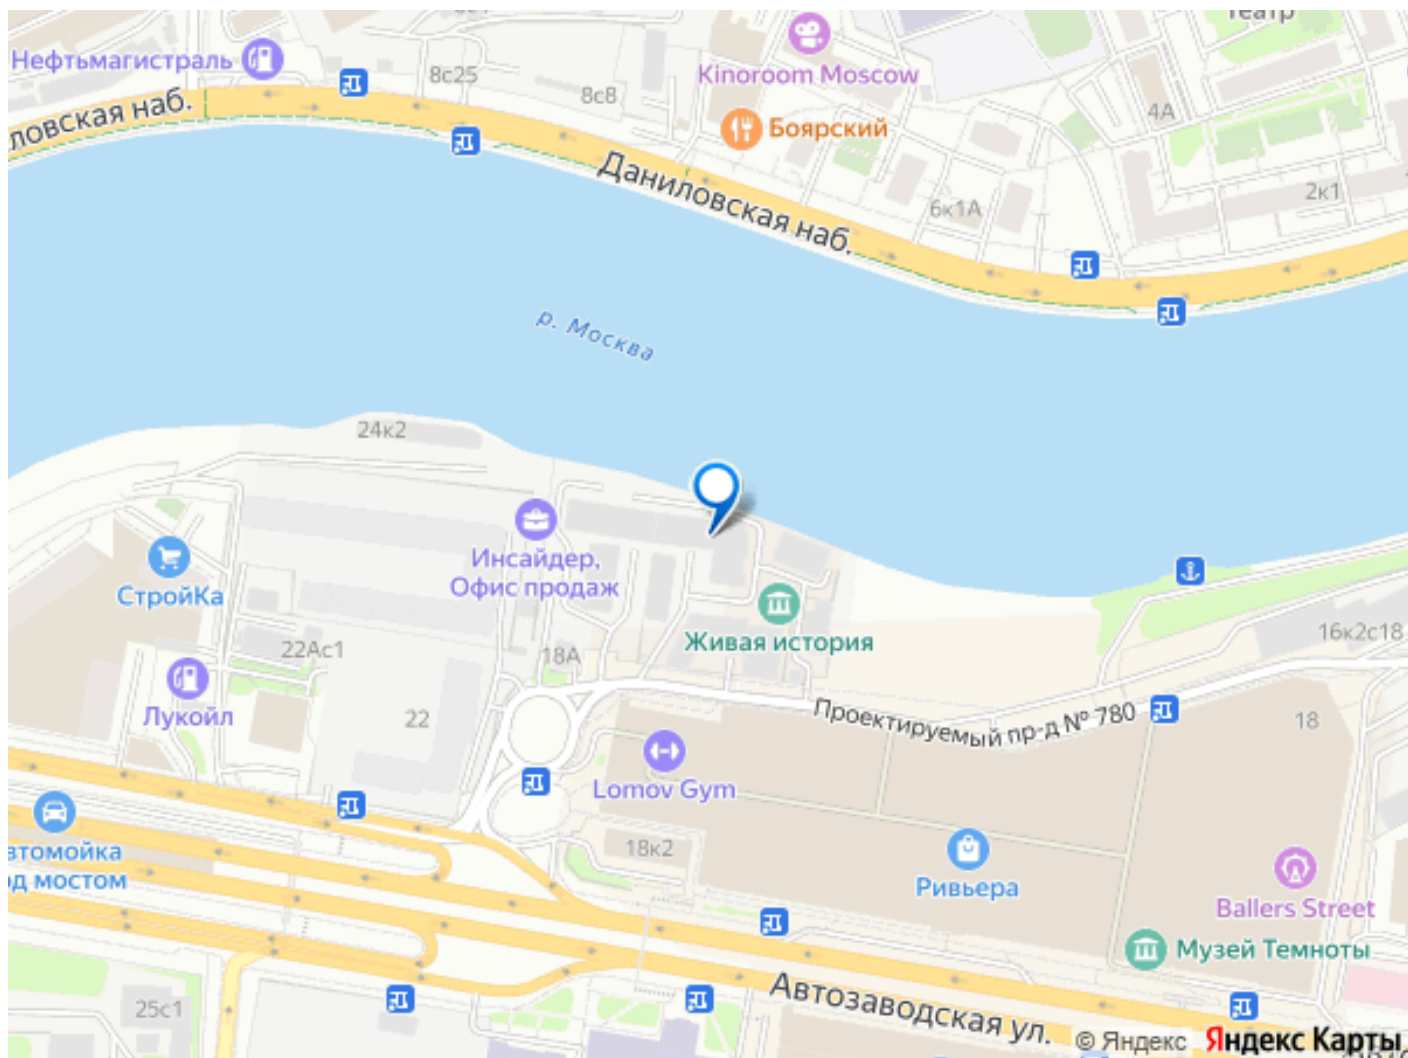 Театр
Нефтьмагистраль
8с25
Kinoroom Moscow
8с8
ловская наб.
4А
Боярский
Даниловская наб.
2к1
6к1А
р. Москва
24к2
Инсайдер,
Офис продаж
СтройКа
Живая история
16к2с18
22Ас1
18А
Лукойл
22
Проектируемый пр-д № 780
18
Lomov Gym
18к2
втомойка
од мостом
Ривьера
Ballers Street
Музей Темноты
25с1
Автозаводская ул.
© Яндекс
Яндекс Карты